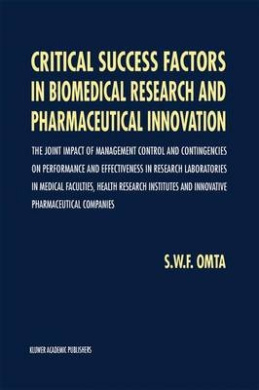 CRITICAL SUCCESS FACTORS
IN BIOMEDICAL RESEARCH AND
PHARMACEUTICAL INNOVATION
THE JOINT IMPACT OF MANAGEMENT CONTROL AND CONTINGENCIES
ON PERFORMANCE AND EFFECTIVENESS IN RESEARCH LABORATORIES
IN MEDICAL FACULTIES, HEALTH RESEARCH INSTITUTES AND INNOVATIVE
PHARMACEUTICAL COMPANIES
S.W.F. OMTA
KLUWER ACADEMIC PUBLISHERS